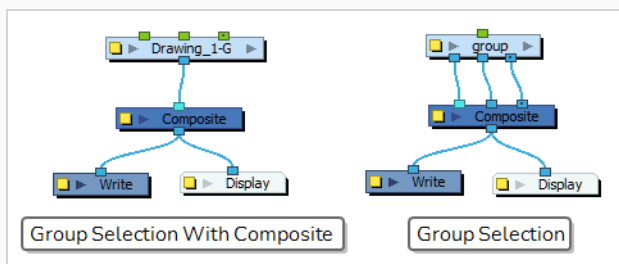 Drawing_1-G
Composite
Write
Display
Group Selection With Composite
group
Composite
Write
Display
Group Selection